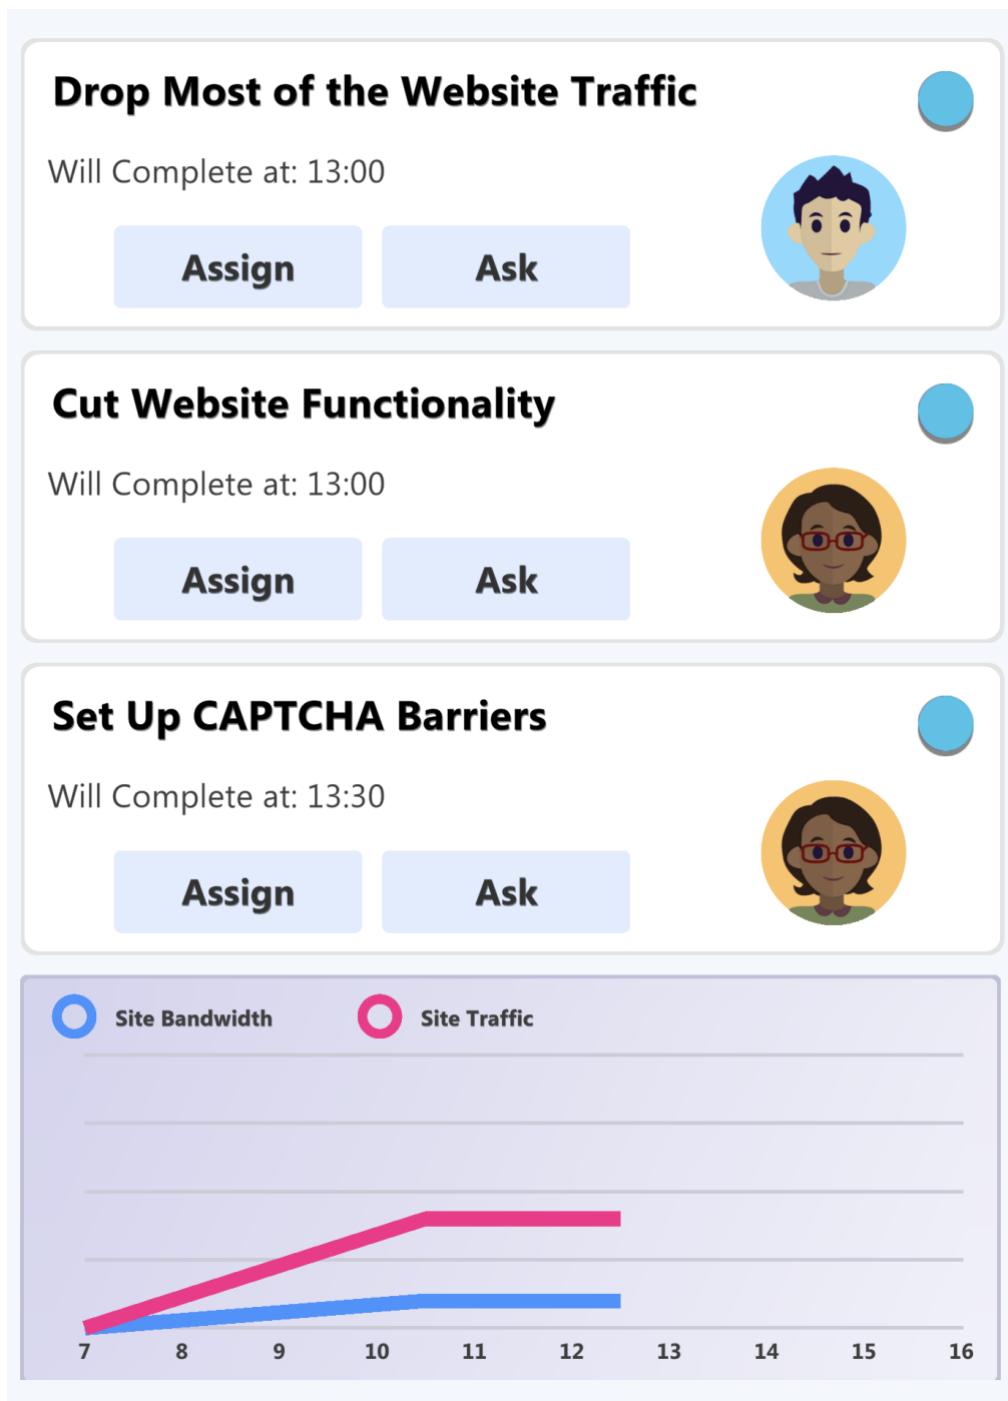 Drop Most of the Website Traffic
Will Complete at: 13:00
Assign Ask
Cut Website Functionality
Will Complete at: 13:00
Assign Ask
Set Up CAPTCHA Barriers
Will Complete at: 13:30
Assign Ask
Site Bandwidth Site Traffic
7 8 9 10 11 12 13 14 15 16